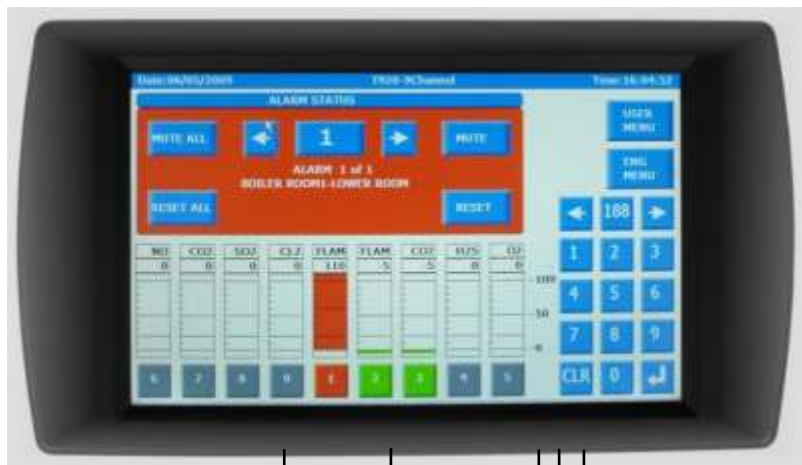 Date:06/05/2009 T920-9Channel Time:16:04:52
ALARM STATUS
MUTE ALL 1 MUTE
ALARM 1 of 1
BOILER ROOM1-LOWER ROOM
RESET ALL RESET
USER
MENU
ENG
MENU
188
NO CO2 SO2 CL2 FLAM FLAM CO2 H2S O2
0 0 0 0 110 5 5 0 0
100
50
0
6 7 8 9 1 2 3 4 5
1 2 3
4 5 6
7 8 9
CLR 0